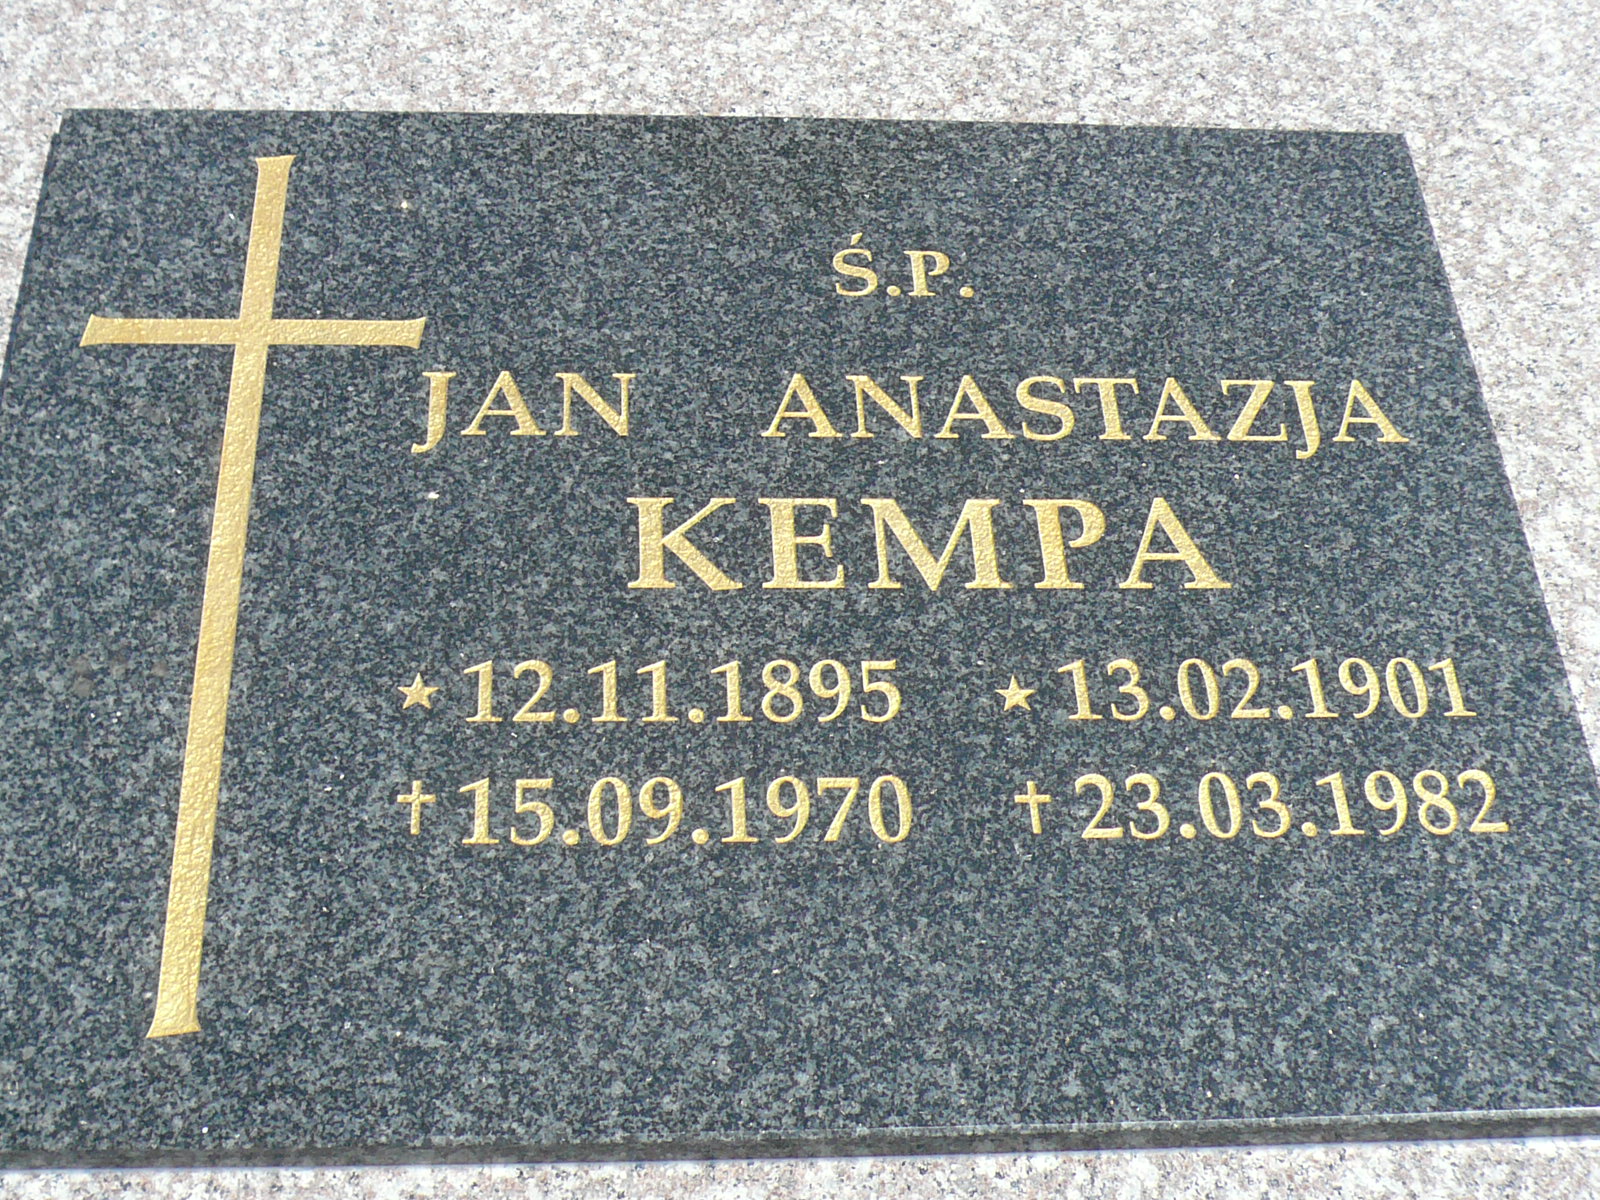 Ś.P.
JAN ANASTAZJA
KEMPA
★ 12.11.1895 ★ 13.02.1901
✝ 15.09.1970 ✝ 23.03.1982